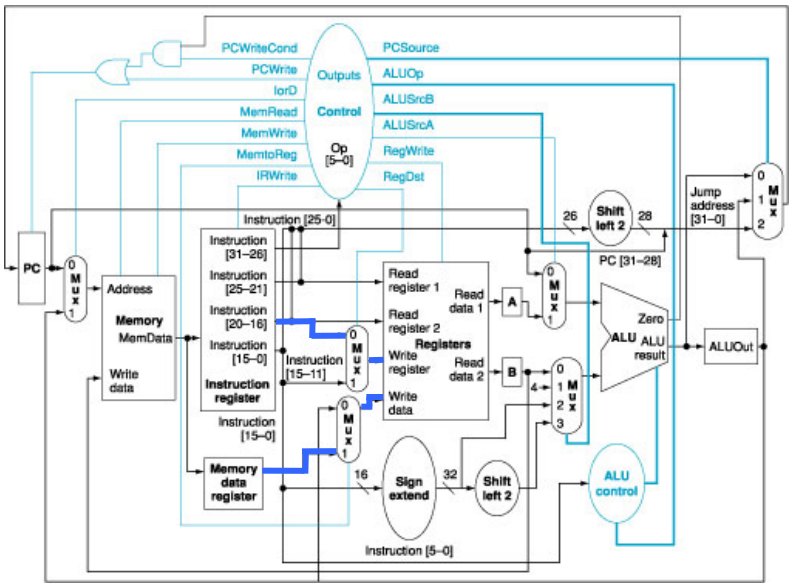 PCWriteCond
PCWrite
IorD
MemRead
MemWrite
MemtoReg
IRWrite
Outputs
Control
Op
[5–0]
PCSource
ALUOp
ALUSrcB
ALUSrcA
RegWrite
RegDst
PC
0
M
u
x
1
Address
Memory
MemData
Write
data
Instruction [25-0]
Instruction
[31–26]
Instruction
[25–21]
Instruction
[20–16]
Instruction
[15–0]
Instruction
register
Instruction
[15–11]
Instruction
[15–0]
Memory
data
register
0
M
u
x
1
0
M
u
x
1
Read
register 1
Read
register 2
Registers
Write
register
Write
data
Read
data 1
Read
data 2
16
Sign
extend
32
Shift
left 2
Instruction [5–0]
A
B
4
0
M
u
x
1
0
1
M
u
x
2
3
26
Shift
left 2
28
PC [31–28]
Jump
address
[31–0]
0
1
M
u
x
2
Zero
ALU
ALU
result
ALUOut
ALU
control